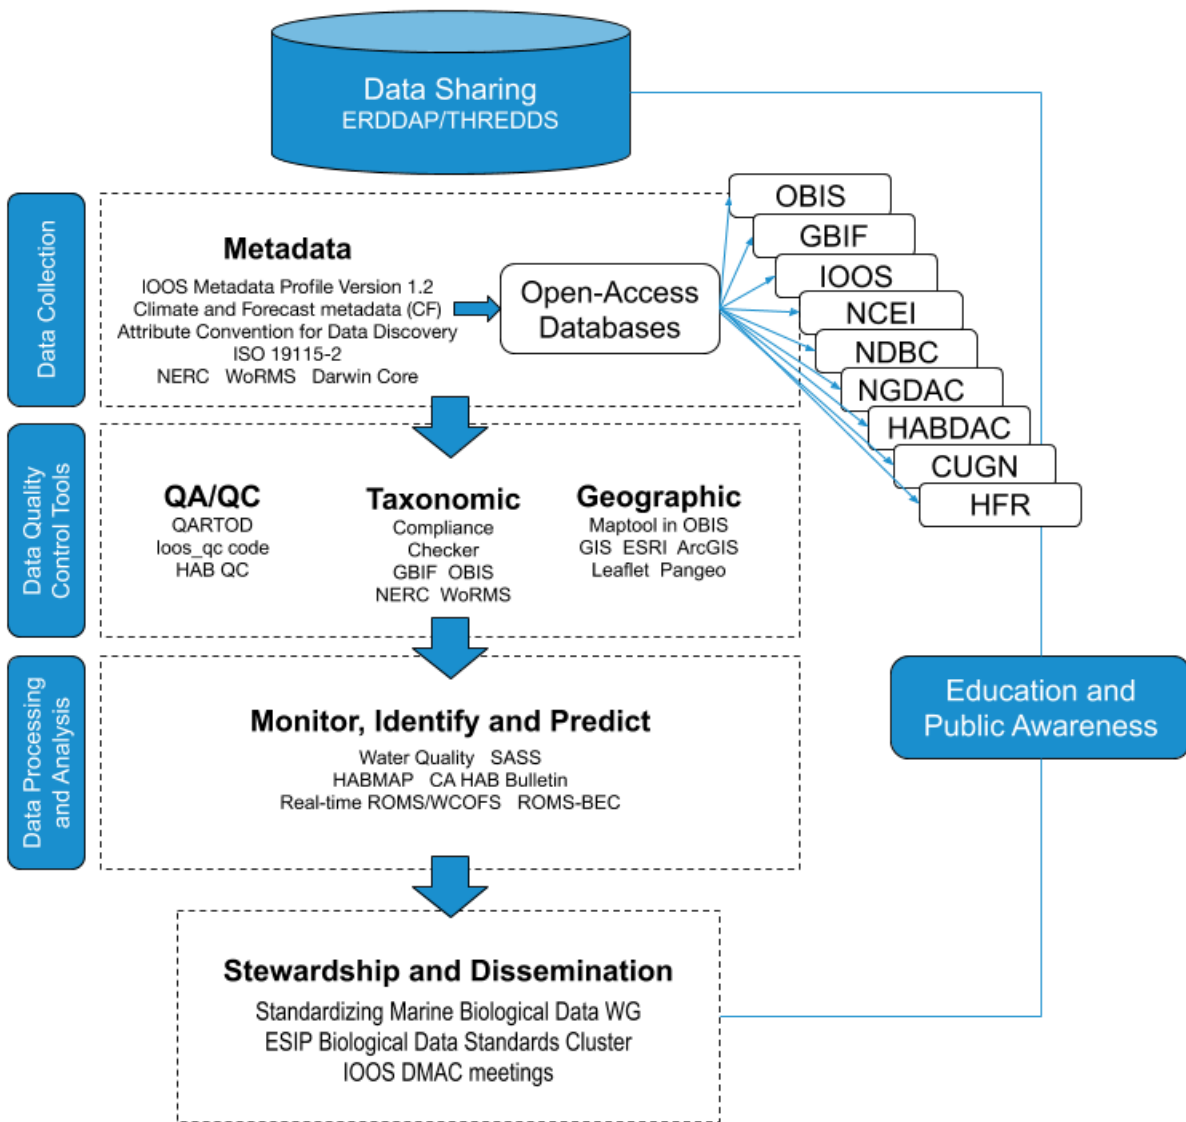 Data Sharing
ERDDAP/THREDDS
Data Collection
Metadata
IOOS Metadata Profile Version 1.2
Climate and Forecast metadata (CF)
Attribute Convention for Data Discovery
ISO 19115-2
NERC WoRMS Darwin Core
Open-Access
Databases
OBIS
GBIF
IOOS
NCEI
NDBC
NGDAC
HABDAC
CUGN
HFR
Data Quality
Control Tools
QA/QC
QARTOD
Ioos_qc code
HAB QC
Taxonomic
Compliance
Checker
GBIF OBIS
NERC WoRMS
Geographic
Maptool in OBIS
GIS ESRI ArcGIS
Leaflet Pangeo
Data Processing
and Analysis
Monitor, Identify and Predict
Water Quality SASS
HABMAP CA HAB Bulletin
Real-time ROMS/WCOFS ROMS-BEC
Education and
Public Awareness
Stewardship and Dissemination
Standardizing Marine Biological Data WG
ESIP Biological Data Standards Cluster
IOOS DMAC meetings